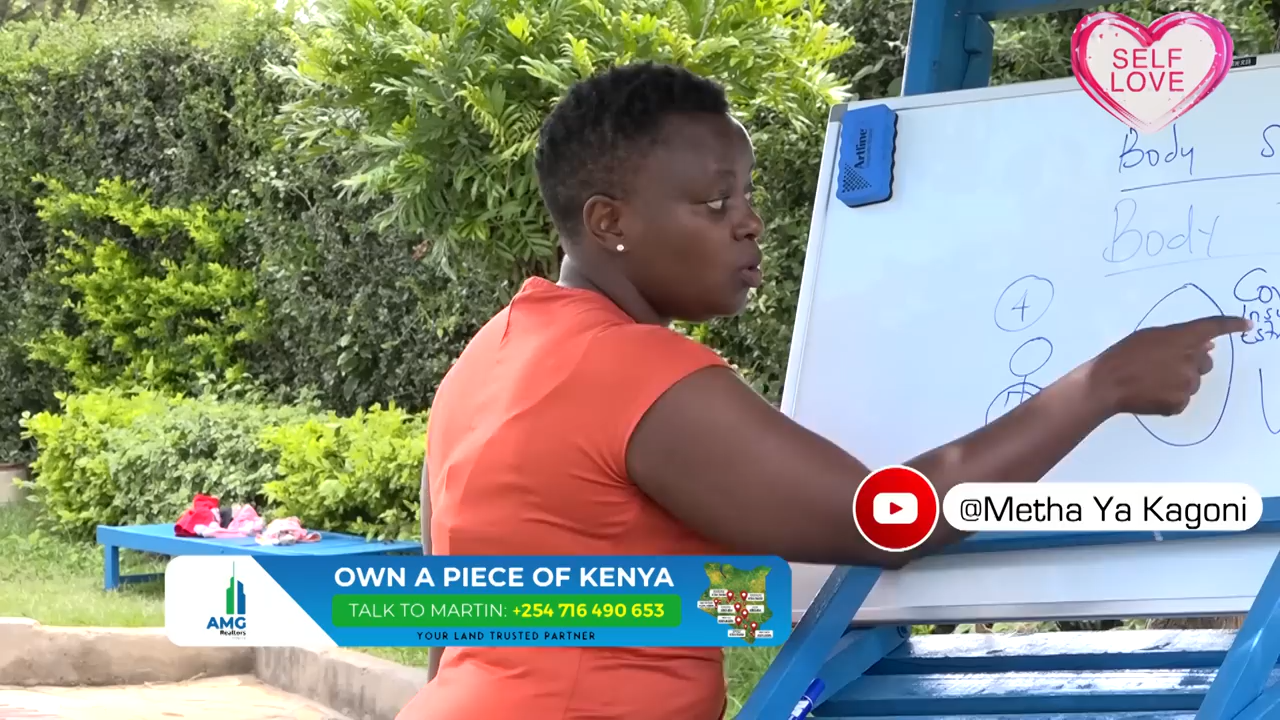 SELF
LOVE
Artline
Body
Body
4
@Metha Ya Kagoni
OWN A PIECE OF KENYA
TALK TO MARTIN: +254 716 490 653
YOUR LAND TRUSTED PARTNER
AMG
Realtors